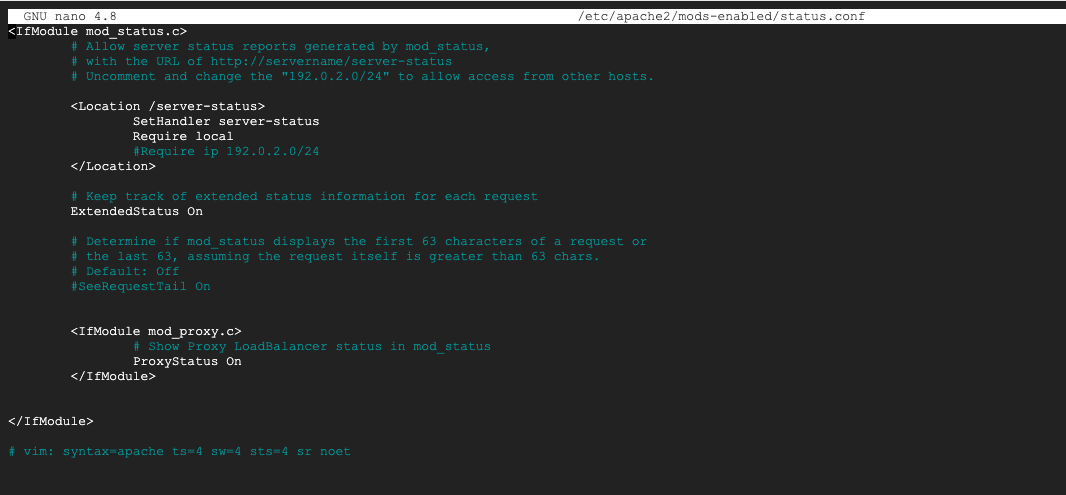 GNU nano 4.8 /etc/apache2/mods-enabled/status.conf
<IfModule mod_status.c>
# Allow server status reports generated by mod_status,
# with the URL of http://servername/server-status
# Uncomment and change the "192.0.2.0/24" to allow access from other hosts.
<Location /server-status>
SetHandler server-status
Require local
#Require ip 192.0.2.0/24
</Location>
# Keep track of extended status information for each request
ExtendedStatus On
# Determine if mod_status displays the first 63 characters of a request or
# the last 63, assuming the request itself is greater than 63 chars.
# Default: Off
#SeeRequestTail On
<IfModule mod_proxy.c>
# Show Proxy LoadBalancer status in mod_status
ProxyStatus On
</IfModule>
</IfModule>
# vim: syntax=apache ts=4 sw=4 sts=4 sr noet